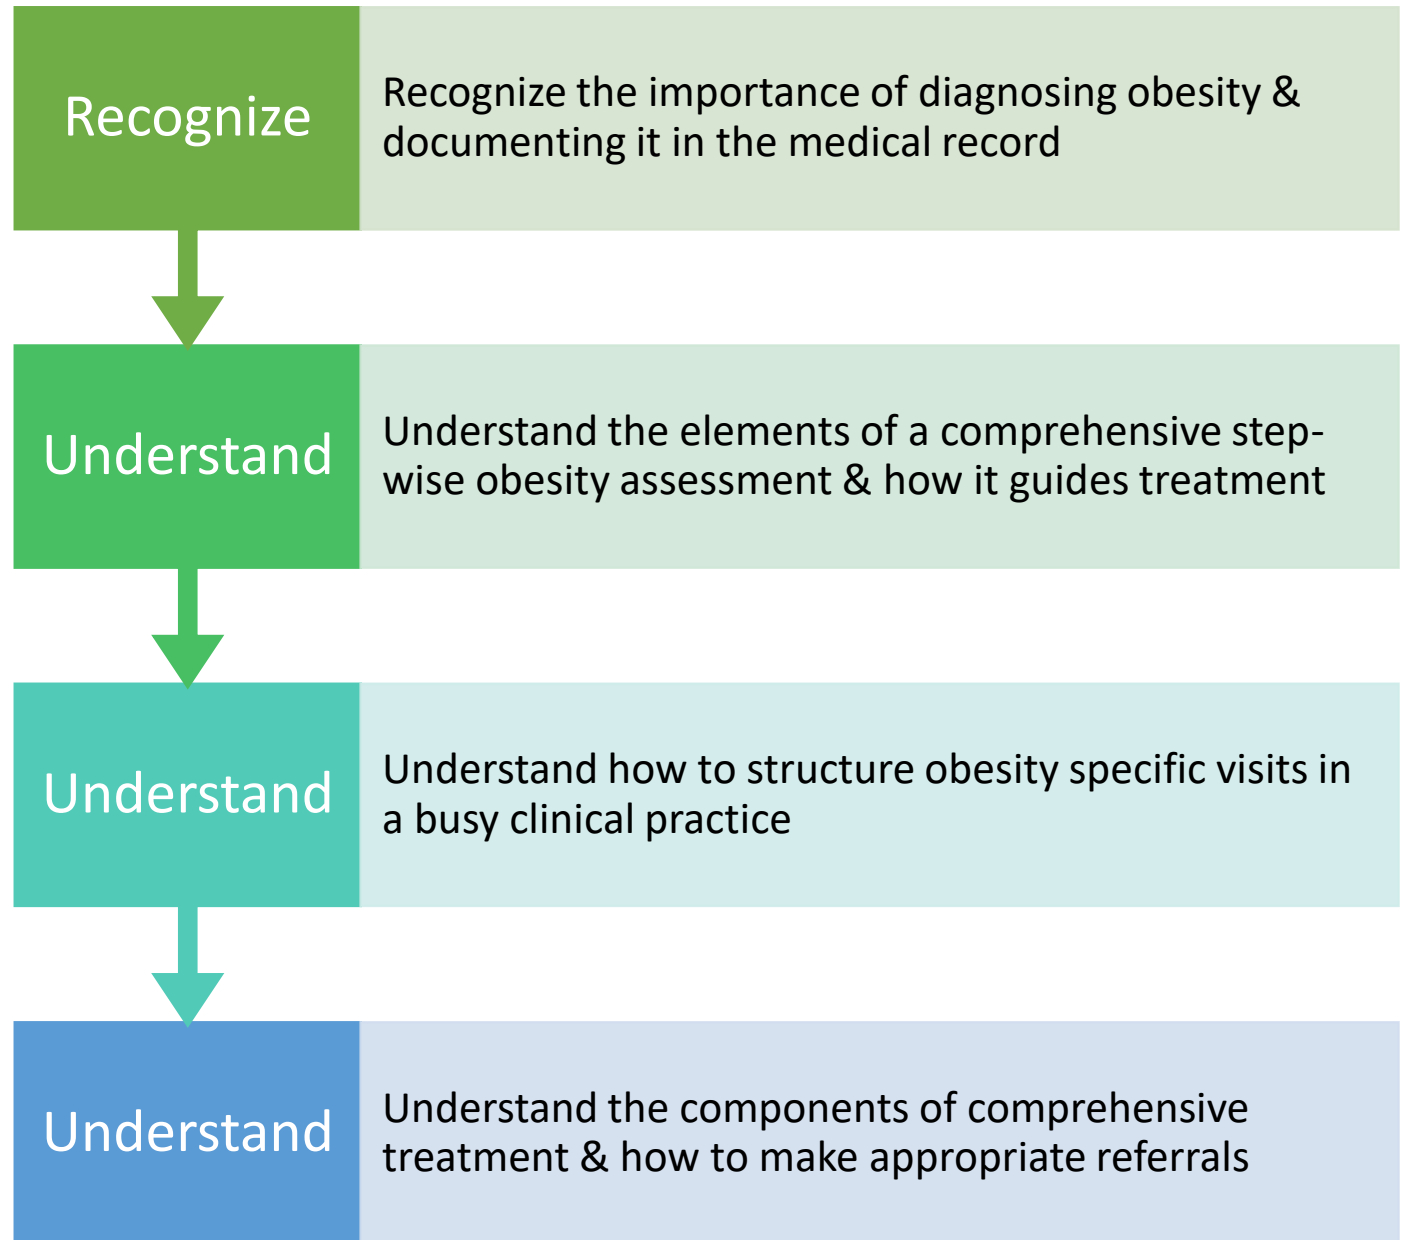 Recognize
Recognize the importance of diagnosing obesity &
documenting it in the medical record
Understand
Understand the elements of a comprehensive step-
wise obesity assessment & how it guides treatment
Understand
Understand how to structure obesity specific visits in
a busy clinical practice
Understand
Understand the components of comprehensive
treatment & how to make appropriate referrals